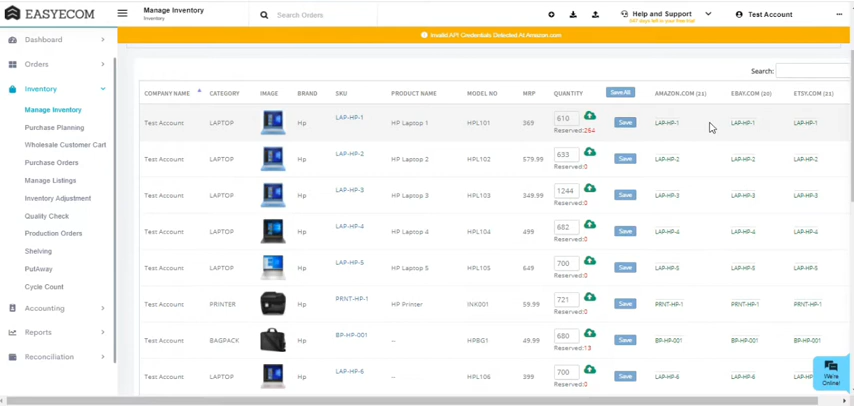 EASYECOM
Manage Inventory
Inventory
Search Orders
Help and Support
Test Account
Invalid API Credentials Detected At Amazon.com
Dashboard
Orders
Inventory
Manage Inventory
Purchase Planning
Wholesale Customer Cart
Purchase Orders
Manage Listings
Inventory Adjustment
Quality Check
Production Orders
Shelving
PutAway
Cycle Count
Accounting
Reports
Reconciliation
Search:
COMPANY NAME CATEGORY IMAGE BRAND SKU PRODUCT NAME MODEL NO MRP QUANTITY Save All AMAZON.COM (21) EBAY.COM (20) ETSY.COM (21)
Test Account LAPTOP Hp LAP-HP-1 HP Laptop 1 HPL101 369 610 Save LAP-HP-1 LAP-HP-1 LAP-HP-1
Reserved:264
Test Account LAPTOP Hp LAP-HP-2 HP Laptop 2 HPL102 579.99 633 Save LAP-HP-2 LAP-HP-2 LAP-HP-2
Reserved:0
Test Account LAPTOP Hp LAP-HP-3 HP Laptop 3 HPL103 349.99 1244 Save LAP-HP-3 LAP-HP-3 LAP-HP-3
Reserved:0
Test Account LAPTOP Hp LAP-HP-4 HP Laptop 4 HPL104 499 682 Save LAP-HP-4 LAP-HP-4 LAP-HP-4
Reserved:0
Test Account LAPTOP Hp LAP-HP-5 HP Laptop 5 HPL105 649 700 Save LAP-HP-5 LAP-HP-5 LAP-HP-5
Reserved:0
Test Account PRINTER Hp PRNT-HP-1 HP Printer INK001 59.99 721 Save PRNT-HP-1 PRNT-HP-1 PRNT-HP-1
Reserved:0
Test Account BAGPACK Hp BP-HP-001 -- HPBG1 49.99 680 Save BP-HP-001 BP-HP-001 BP-HP-001
Reserved:13
Test Account LAPTOP Hp LAP-HP-6 -- HPL106 399 700 Save LAP-HP-6 LAP-HP-6 LAP-HP-6
Reserved:0
We're
Online!